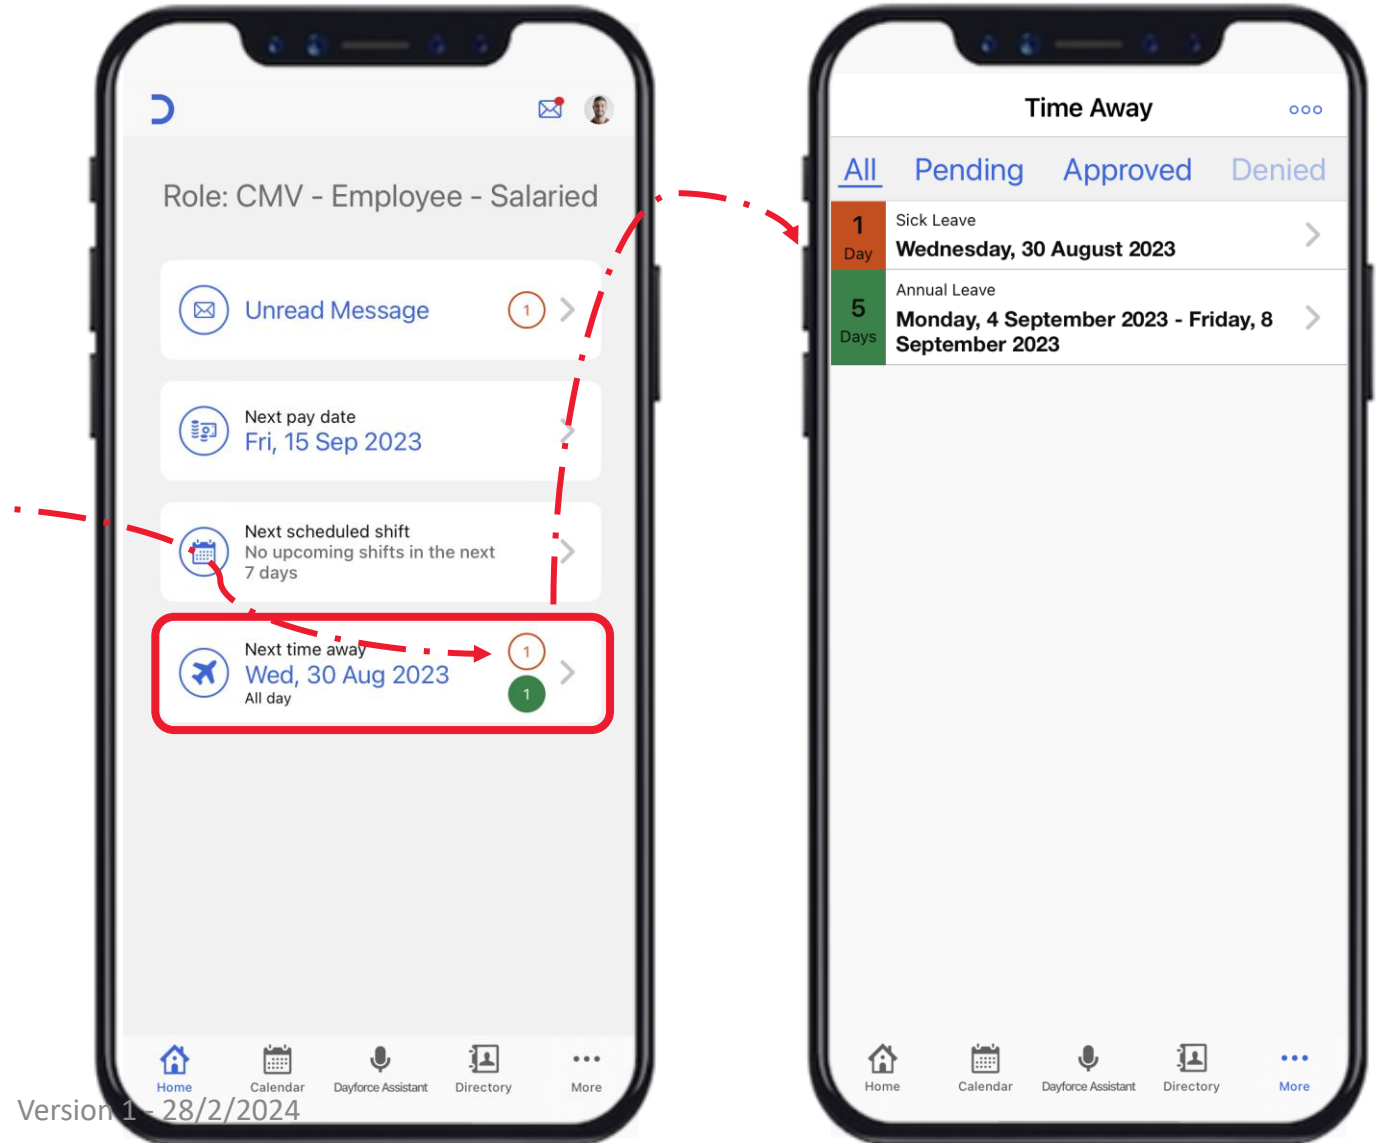 Role: CMV - Employee - Salaried
Unread Message
1
Next pay date
Fri, 15 Sep 2023
Next scheduled shift
No upcoming shifts in the next
7 days
Next time away
Wed, 30 Aug 2023
All day
1
1
Home
Calendar
Dayforce Assistant
Directory
More
Version 1 - 28/2/2024
Time Away
All
Pending
Approved
Denied
1
Day
Sick Leave
Wednesday, 30 August 2023
5
Days
Annual Leave
Monday, 4 September 2023 - Friday, 8
September 2023
Home
Calendar
Dayforce Assistant
Directory
More